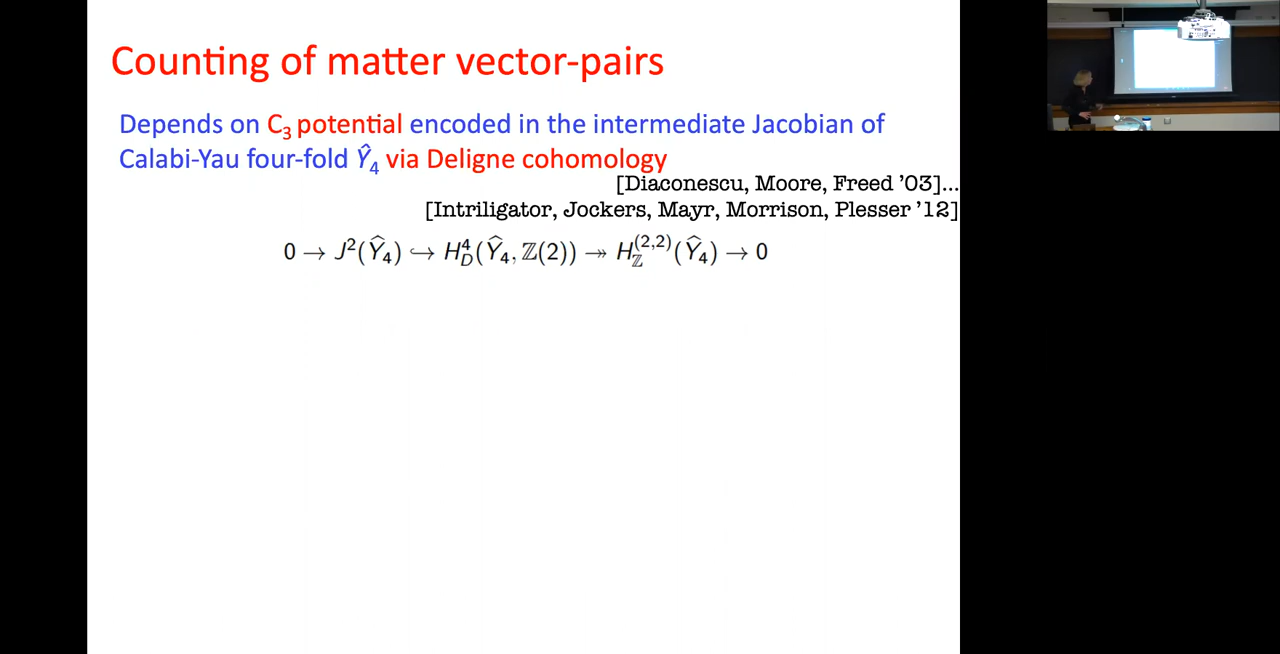 Counting of matter vector-pairs
Depends on C₃ potential encoded in the intermediate Jacobian of
Calabi-Yau four-fold Ŷ₄ via Deligne cohomology
[Diaconescu, Moore, Freed '03]...
[Intriligator, Jockers, Mayr, Morrison, Plesser '12]
0 → J²(Ŷ₄) ↪ H⁴_D(Ŷ₄, ℤ(2)) ↠ H^(2,2)_ℤ(Ŷ₄) → 0